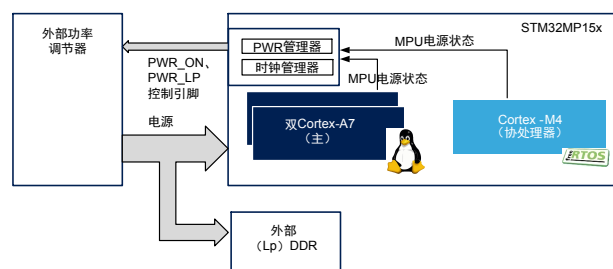 STM32MP15x
外部功率
调节器
PWR管理器
时钟管理器
MPU电源状态
MPU电源状态
PWR_ON、
PWR_LP
控制引脚
电源
双Cortex-A7
（主）
Cortex -M4
（协处理器）
RTOS
外部
（Lp）DDR